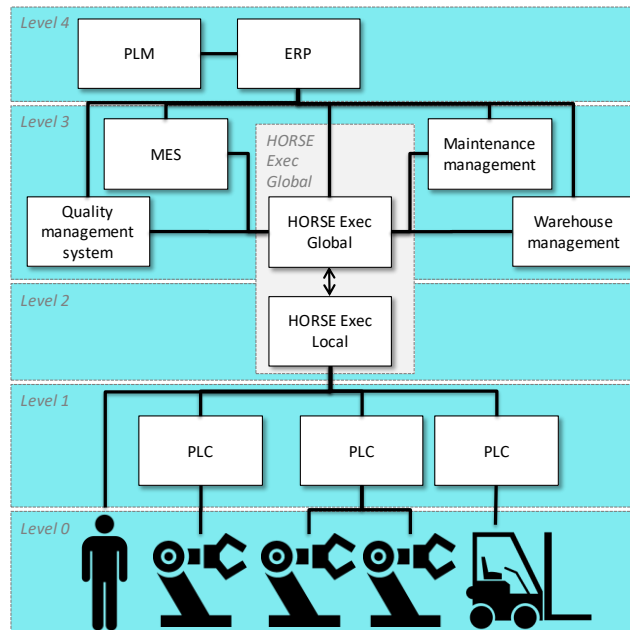 Level 4
PLM
ERP
Level 3
MES
HORSE
Exec
Global
Maintenance
management
Quality
management
system
HORSE Exec
Global
Warehouse
management
Level 2
HORSE Exec
Local
Level 1
PLC
PLC
PLC
Level 0